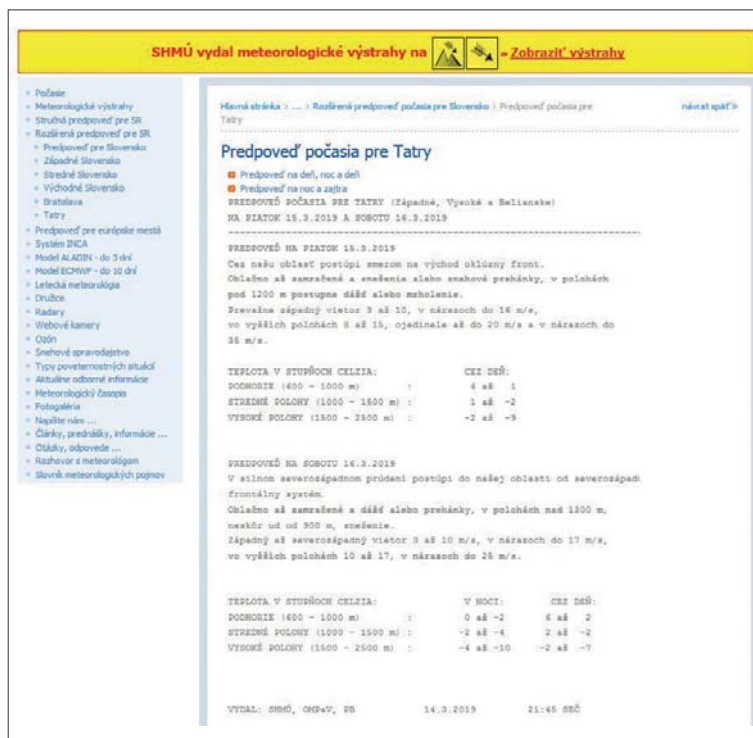 SHMÚ vydal meteorologické výstrahy na » Zobraziť výstrahy
Počasie
Meteorologické výstrahy
Stručná predpoveď pre SR
Rozšírená predpoveď pre SR
Predpoveď pre Slovensko
Západné Slovensko
Stredné Slovensko
Východné Slovensko
Bratislava
Tatry
Predpoveď pre európske mestá
Systém INCA
Model ALADIN - do 3 dní
Model ECMWF - do 10 dní
Letecká meteorológia
Družice
Radary
Webové kamery
Ozón
Snehové spravodajstvo
Typy poveternostných situácií
Aktuálne odborné informácie
Meteorologický časopis
Fotogaléria
Napíšte nám ...
Články, prednášky, informácie ...
Otázky, odpovede ...
Rozhovor s meteorológom
Slovník meteorologických pojmov
Hlavná stránka > ... > Rozšírená predpoveď počasia pre Slovensko > Predpoveď počasia pre
Tatry
návrat späť »
Predpoveď počasia pre Tatry
Predpoveď na deň, noc a deň
Predpoveď na noc a zajtra
PREDPOVEĎ POČASIA PRE TATRY (Západné, Vysoké a Belianske)
NA PIATOK 15.3.2019 A SOBOTU 16.3.2019
PREDPOVEĎ NA PIATOK 15.3.2019
Cez našu oblasť postúpi smerom na východ oklúzny front.
Oblačno až zamračené a sneženie alebo snehové prehánky, v polohách
pod 1200 m postupne dážď alebo mrholenie.
Prevažne západný vietor 3 až 10, v nárazoch do 16 m/s,
vo vyšších polohách 8 až 15, ojedinele až do 20 m/s a v nárazoch do
35 m/s.
TEPLOTA V STUPŇOCH CELZIA: CEZ DEŇ:
PODHORIE (600 - 1000 m) : 4 až 1
STREDNÉ POLOHY (1000 - 1500 m) : 1 až -2
VYSOKÉ POLOHY (1500 - 2500 m) : -2 až -9
PREDPOVEĎ NA SOBOTU 16.3.2019
V silnom severozápadnom prúdení postúpi do našej oblasti od severozápadu
frontálny systém.
Oblačno až zamračené a dážď alebo prehánky, v polohách nad 1300 m,
neskôr ud od 900 m, sneženie.
Západný až severozápadný vietor 3 až 10 m/s, v nárazoch do 17 m/s,
vo vyšších polohách 10 až 17, v nárazoch do 25 m/s.
TEPLOTA V STUPŇOCH CELZIA: V NOCI: CEZ DEŇ:
PODHORIE (600 - 1000 m) : 0 až -2 6 až 2
STREDNÉ POLOHY (1000 - 1500 m) : -2 až -4 2 až -2
VYSOKÉ POLOHY (1500 - 2500 m) : -4 až -10 -2 až -7
VYDAL: SHMÚ, OMPaV, BB 14.3.2019 21:45 SEČ